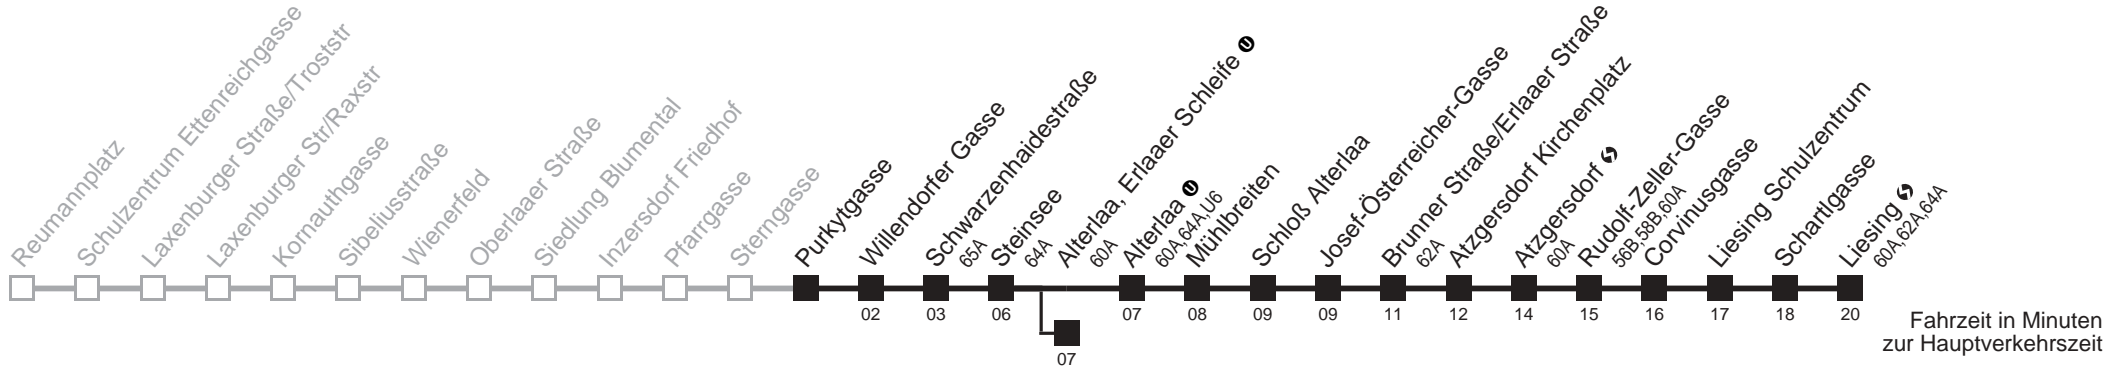 Reumannplatz
Schulzentrum Ettenreichgasse
Laxenburger Straße/Troststr
Laxenburger Str/Raxstr
Kornauthgasse
Sibeliusstraße
Wienerfeld
Oberlaaer Straße
Siedlung Blumental
Inzersdorf Friedhof
Pfarrgasse
Sterngasse
Purkytgasse
Willendorfer Gasse
Schwarzenhaidestraße
65A
Steinsee
64A
Alterlaa, Erlaaer Schleife U
60A
Alterlaa U
60A,64A,U6
Mühlbreiten
Schloß Alterlaa
Josef-Österreicher-Gasse
Brunner Straße/Erlaaer Straße
62A
Atzgersdorf Kirchenplatz
Atzgersdorf S
60A
Rudolf-Zeller-Gasse
56B,58B,60A
Corvinusgasse
Liesing Schulzentrum
Schartlgasse
Liesing S
60A,62A,64A
02 03 06 07 08 09 09 11 12 14 15 16 17 18 20
07
Fahrzeit in Minuten
zur Hauptverkehrszeit